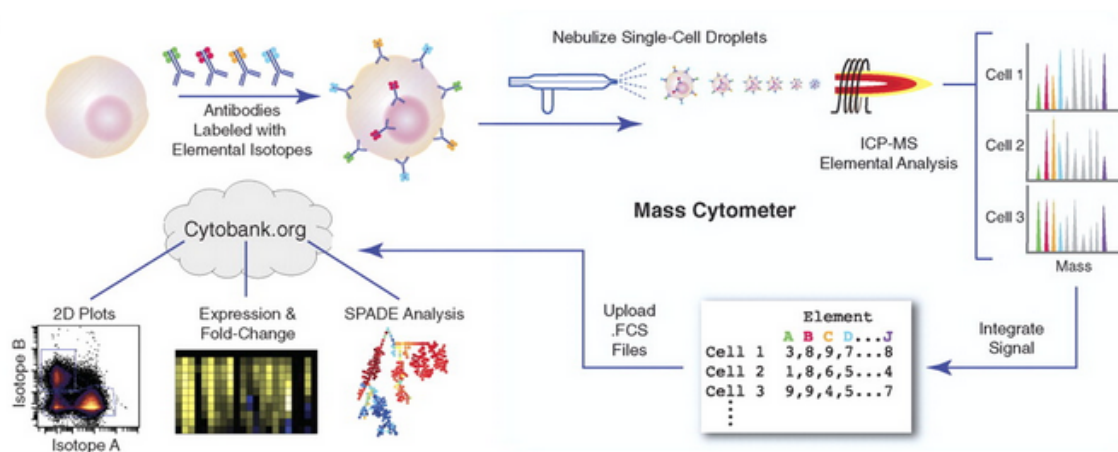 Antibodies
Labeled with
Elemental Isotopes
Nebulize Single-Cell Droplets
ICP-MS
Elemental Analysis
Cell 1
Cell 2
Cell 3
Mass
Mass Cytometer
Integrate
Signal
Element
A B C D...J
Cell 1 3,8,9,7...8
Cell 2 1,8,6,5...4
Cell 3 9,9,4,5...7
Upload
.FCS
Files
Cytobank.org
2D Plots
Isotope B
Isotope A
Expression &
Fold-Change
SPADE Analysis